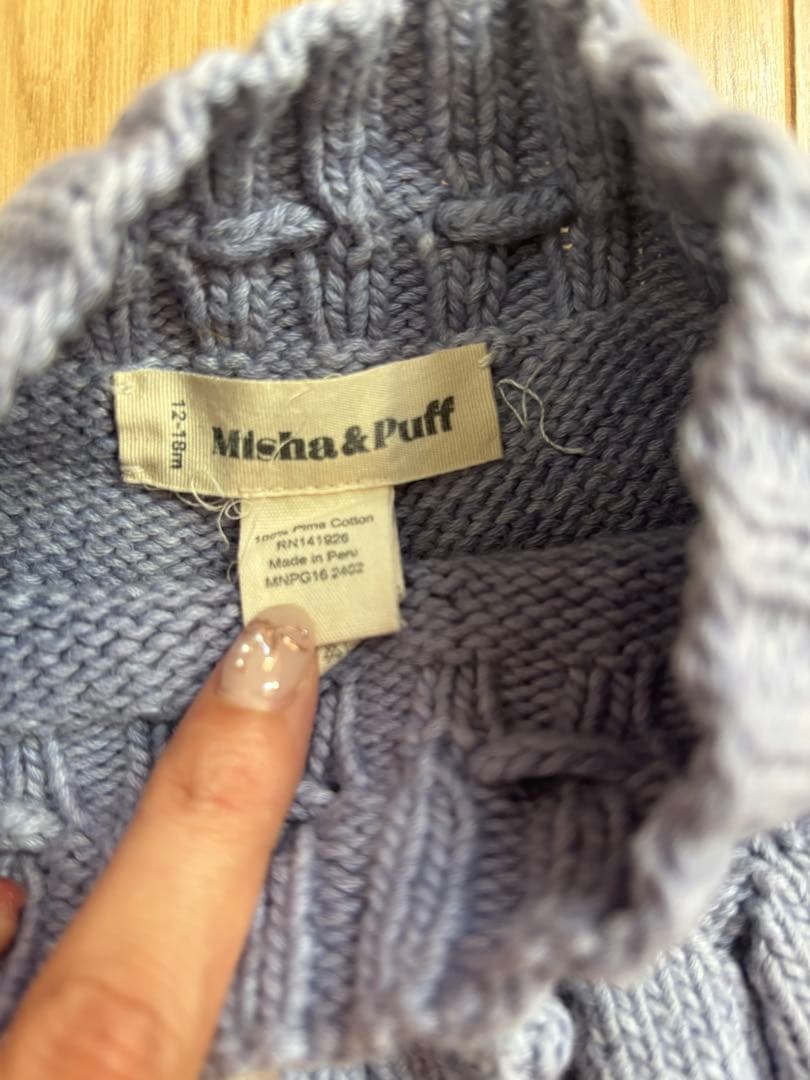 12-18m
Misha & Puff
100% Pima Cotton
RN141926
Made in Peru
MNPG16 2402